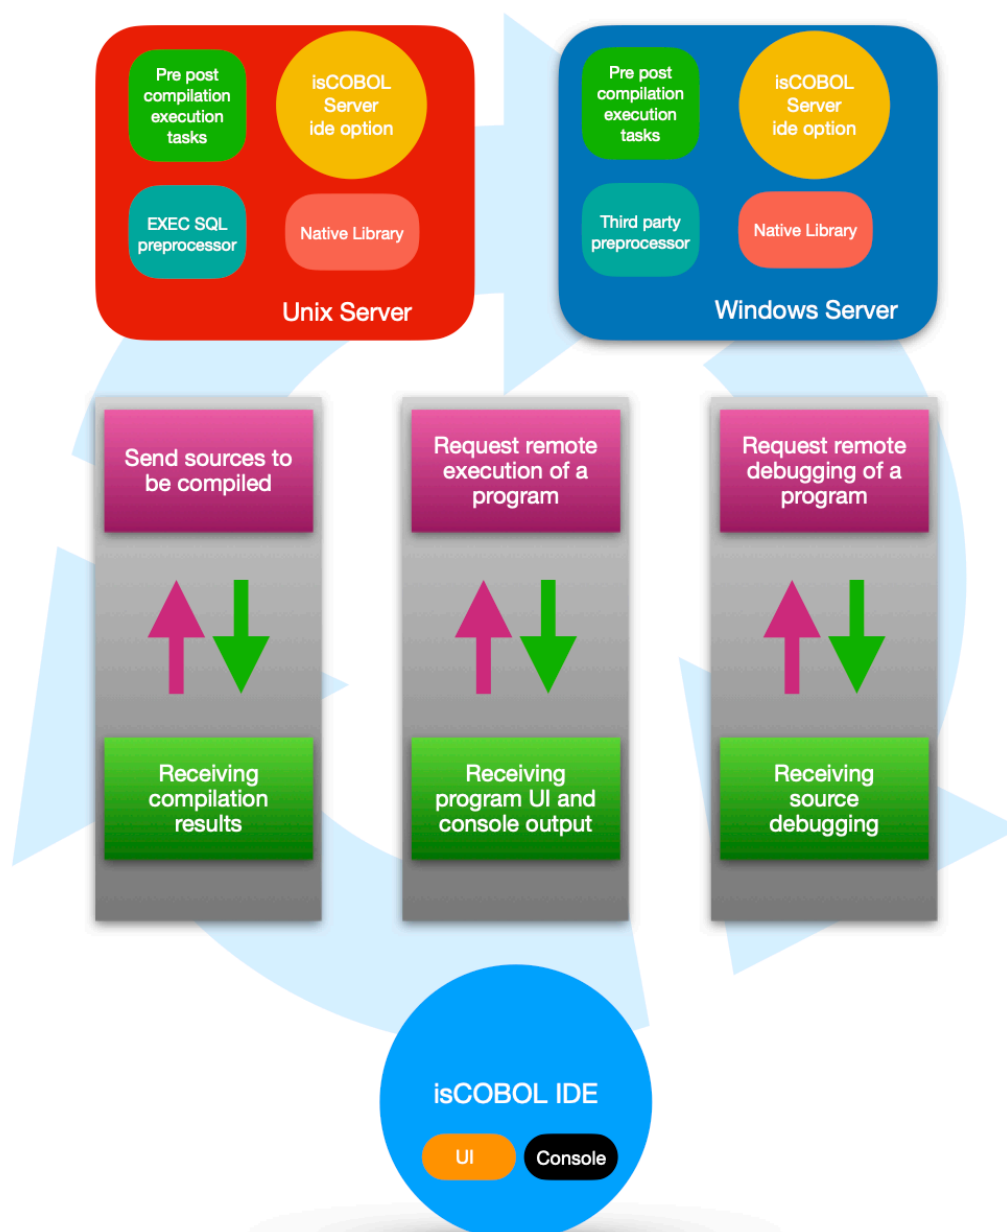 Pre post
compilation
execution
tasks
isCOBOL
Server
ide option
EXEC SQL
preprocessor
Native Library
Unix Server
Pre post
compilation
execution
tasks
isCOBOL
Server
ide option
Third party
preprocessor
Native Library
Windows Server
Send sources to
be compiled
Request remote
execution of a
program
Request remote
debugging of a
program
Receiving
compilation
results
Receiving
program UI and
console output
Receiving
source
debugging
isCOBOL IDE
UI
Console